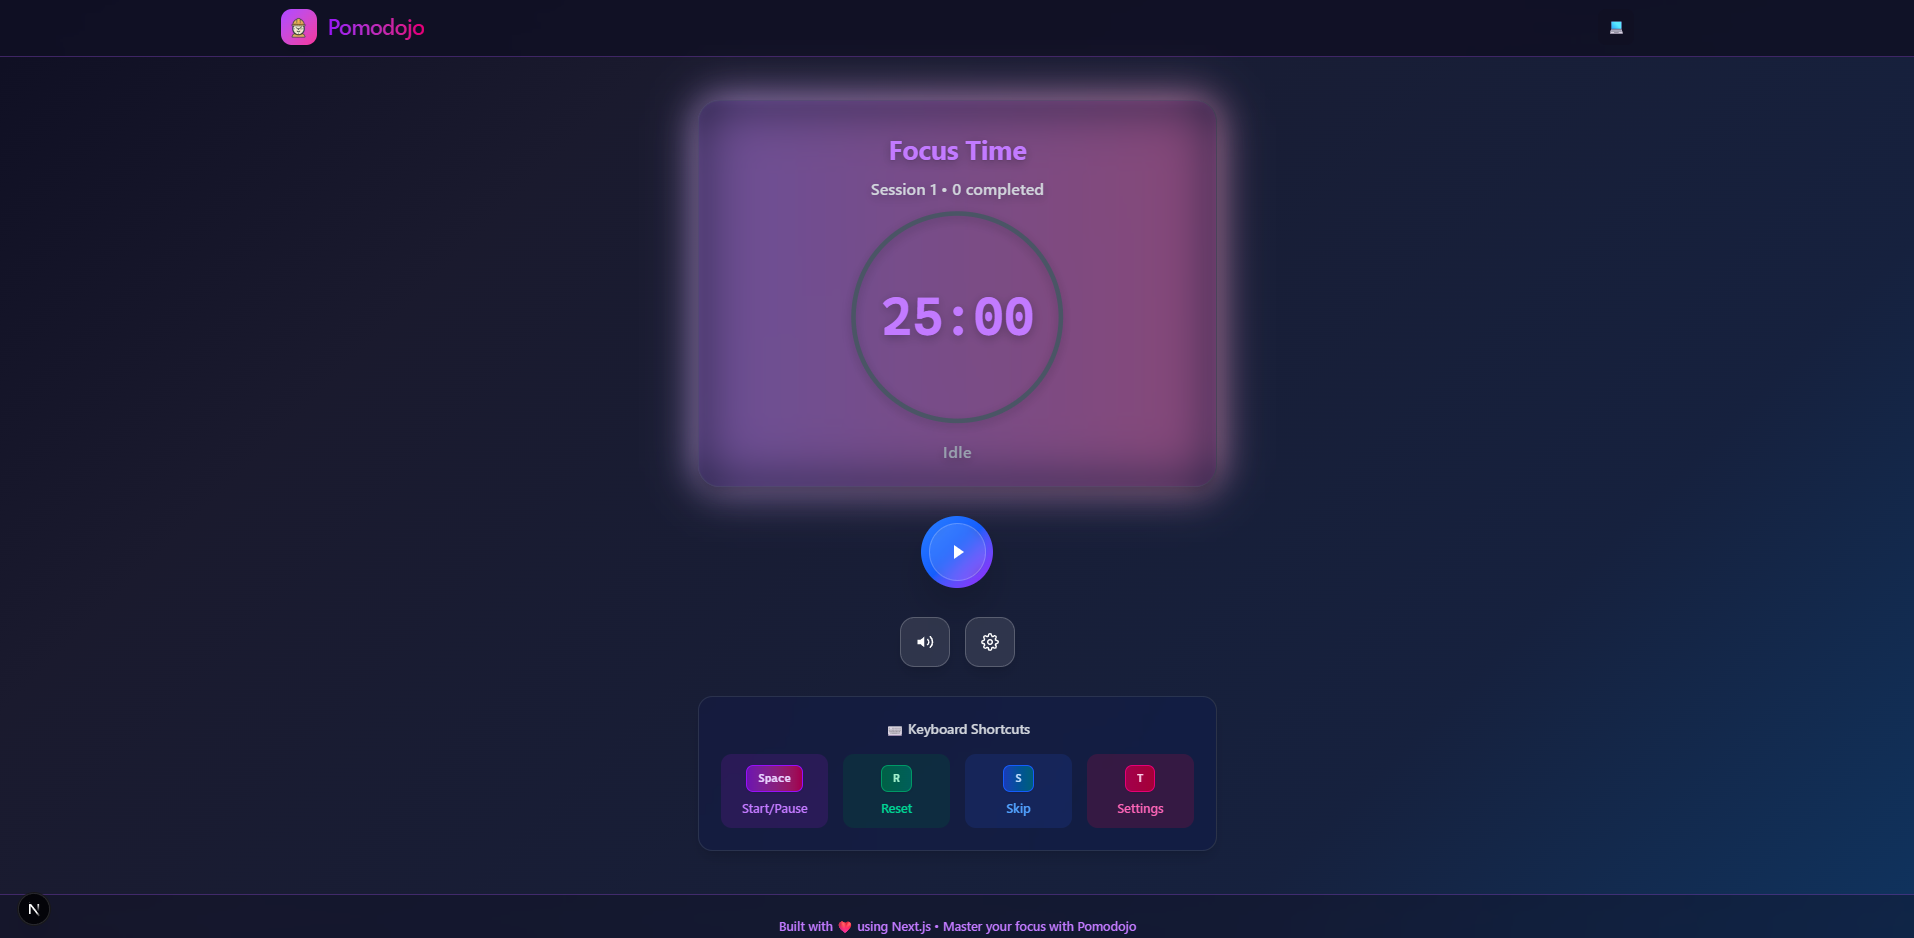 Pomodojo
Focus Time
Session 1 • 0 completed
25:00
Idle
Keyboard Shortcuts
Space
Start/Pause
R
Reset
S
Skip
T
Settings
N
Built with ❤️ using Next.js • Master your focus with Pomodojo